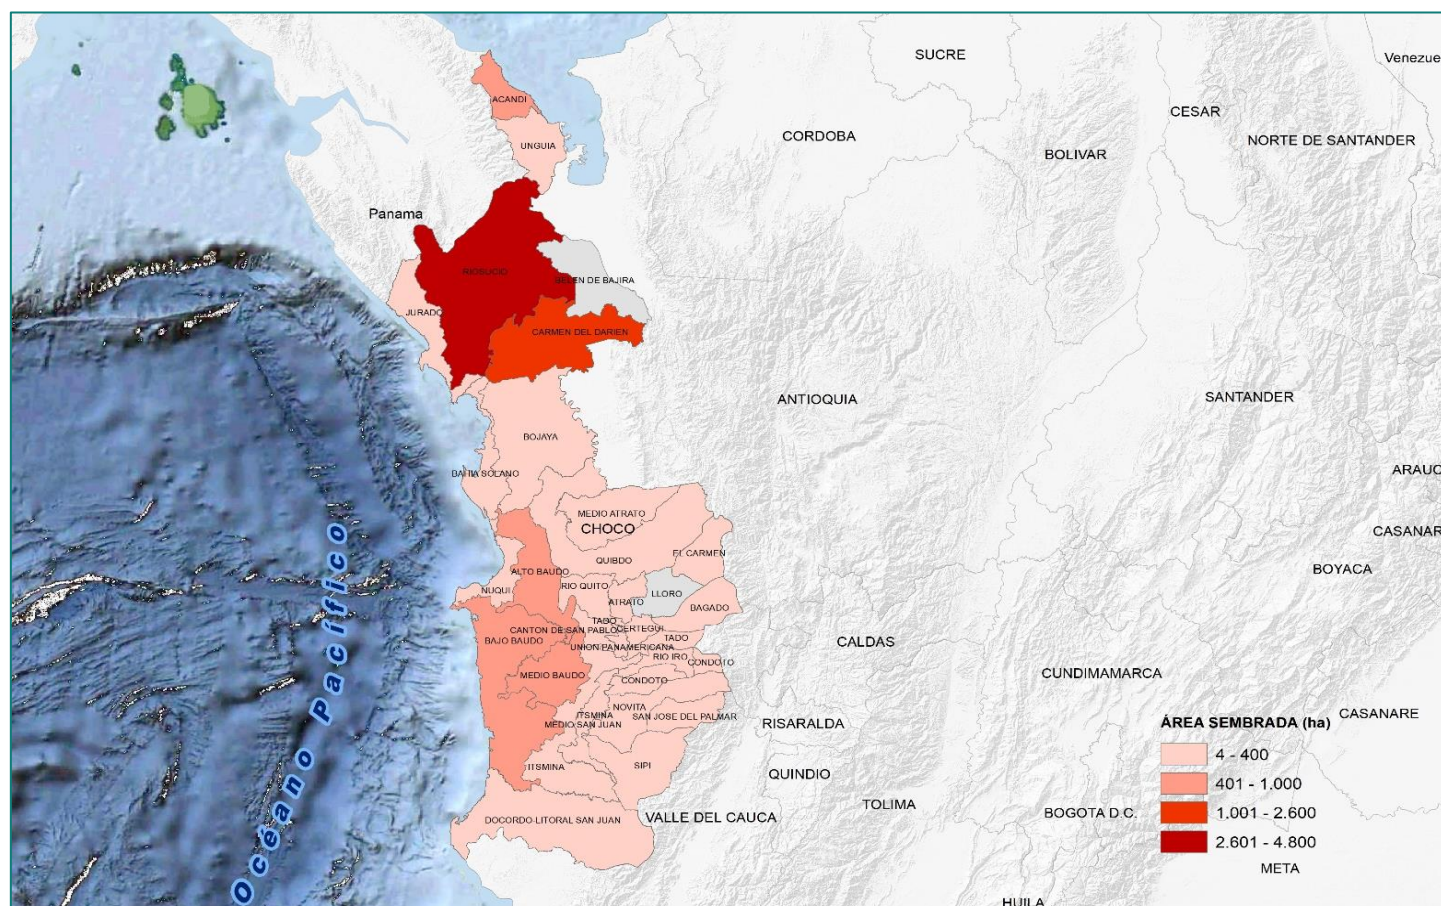 SUCRE
Venezue
ACANDI
CESAR
CORDOBA
NORTE DE SANTANDER
UNGUIA
BOLIVAR
Panama
RIOSUCIO
BELEN DE BAJIRA
JURADO
CARMEN DEL DARIEN
SANTANDER
ANTIOQUIA
BOJAYA
BAHIA SOLANO
ARAUC
MEDIO ATRATO
CHOCO
CASANAR
EL CARMEN
QUIBDO
BOYACA
ALTO BAUDO
RIO QUITO
NUQUI
LLORO
ATRATO
BAGADO
TADO
CERTEGUI
CANTON DE SAN PABLO
BAJO BAUDO
TADO
CALDAS
UNION PANAMERICANA
RIO IRO
CONDOTO
MEDIO BAUDO
CONDOTO
CUNDIMAMARCA
NOVITA
ITSMINA
SAN JOSE DEL PALMAR
MEDIO SAN JUAN
RISARALDA
CASANARE
ITSMINA
SIPI
QUINDIO
TOLIMA
DOCORDO-LITORAL SAN JUAN
VALLE DEL CAUCA
BOGOTA D.C.
META
HUILA
Océano Pacífico
ÁREA SEMBRADA (ha)
4 - 400
401 - 1.000
1.001 - 2.600
2.601 - 4.800